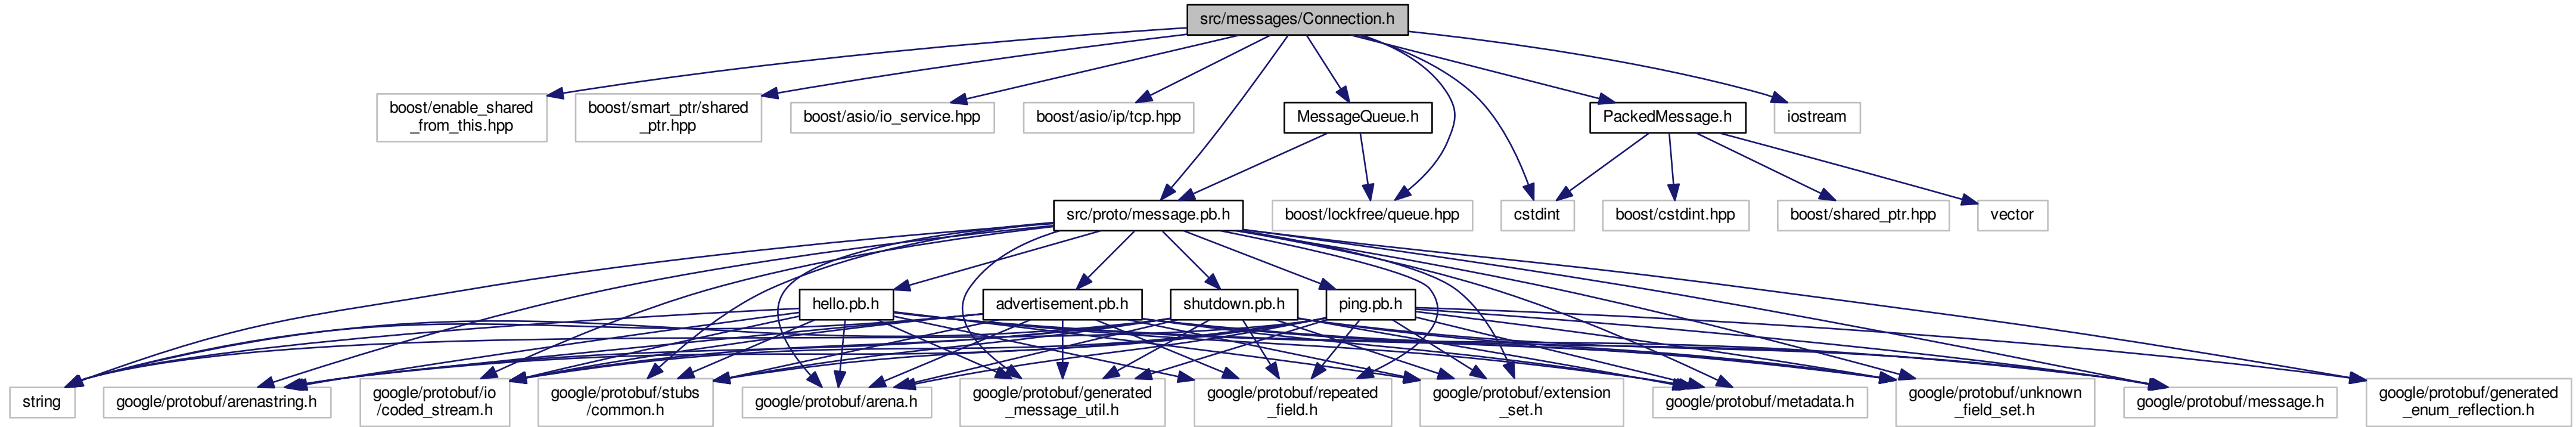 src/messages/Connection.h
boost/enable_shared
_from_this.hpp
boost/smart_ptr/shared
_ptr.hpp
boost/asio/io_service.hpp
boost/asio/ip/tcp.hpp
MessageQueue.h
PackedMessage.h
iostream
src/proto/message.pb.h
boost/lockfree/queue.hpp
cstdint
boost/cstdint.hpp
boost/shared_ptr.hpp
vector
hello.pb.h
advertisement.pb.h
shutdown.pb.h
ping.pb.h
string
google/protobuf/arenastring.h
google/protobuf/io
/coded_stream.h
google/protobuf/stubs
/common.h
google/protobuf/arena.h
google/protobuf/generated
_message_util.h
google/protobuf/repeated
_field.h
google/protobuf/extension
_set.h
google/protobuf/metadata.h
google/protobuf/unknown
_field_set.h
google/protobuf/message.h
google/protobuf/generated
_enum_reflection.h